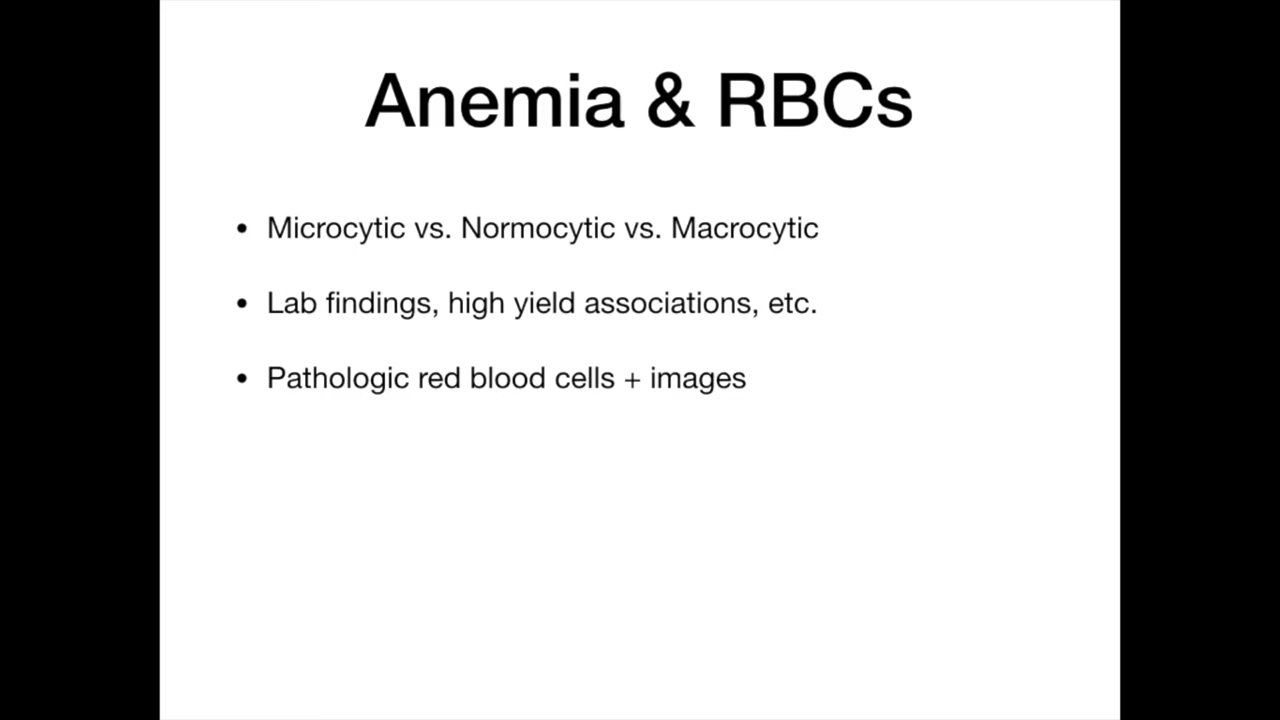 Anemia & RBCs
• Microcytic vs. Normocytic vs. Macrocytic
• Lab findings, high yield associations, etc.
• Pathologic red blood cells + images